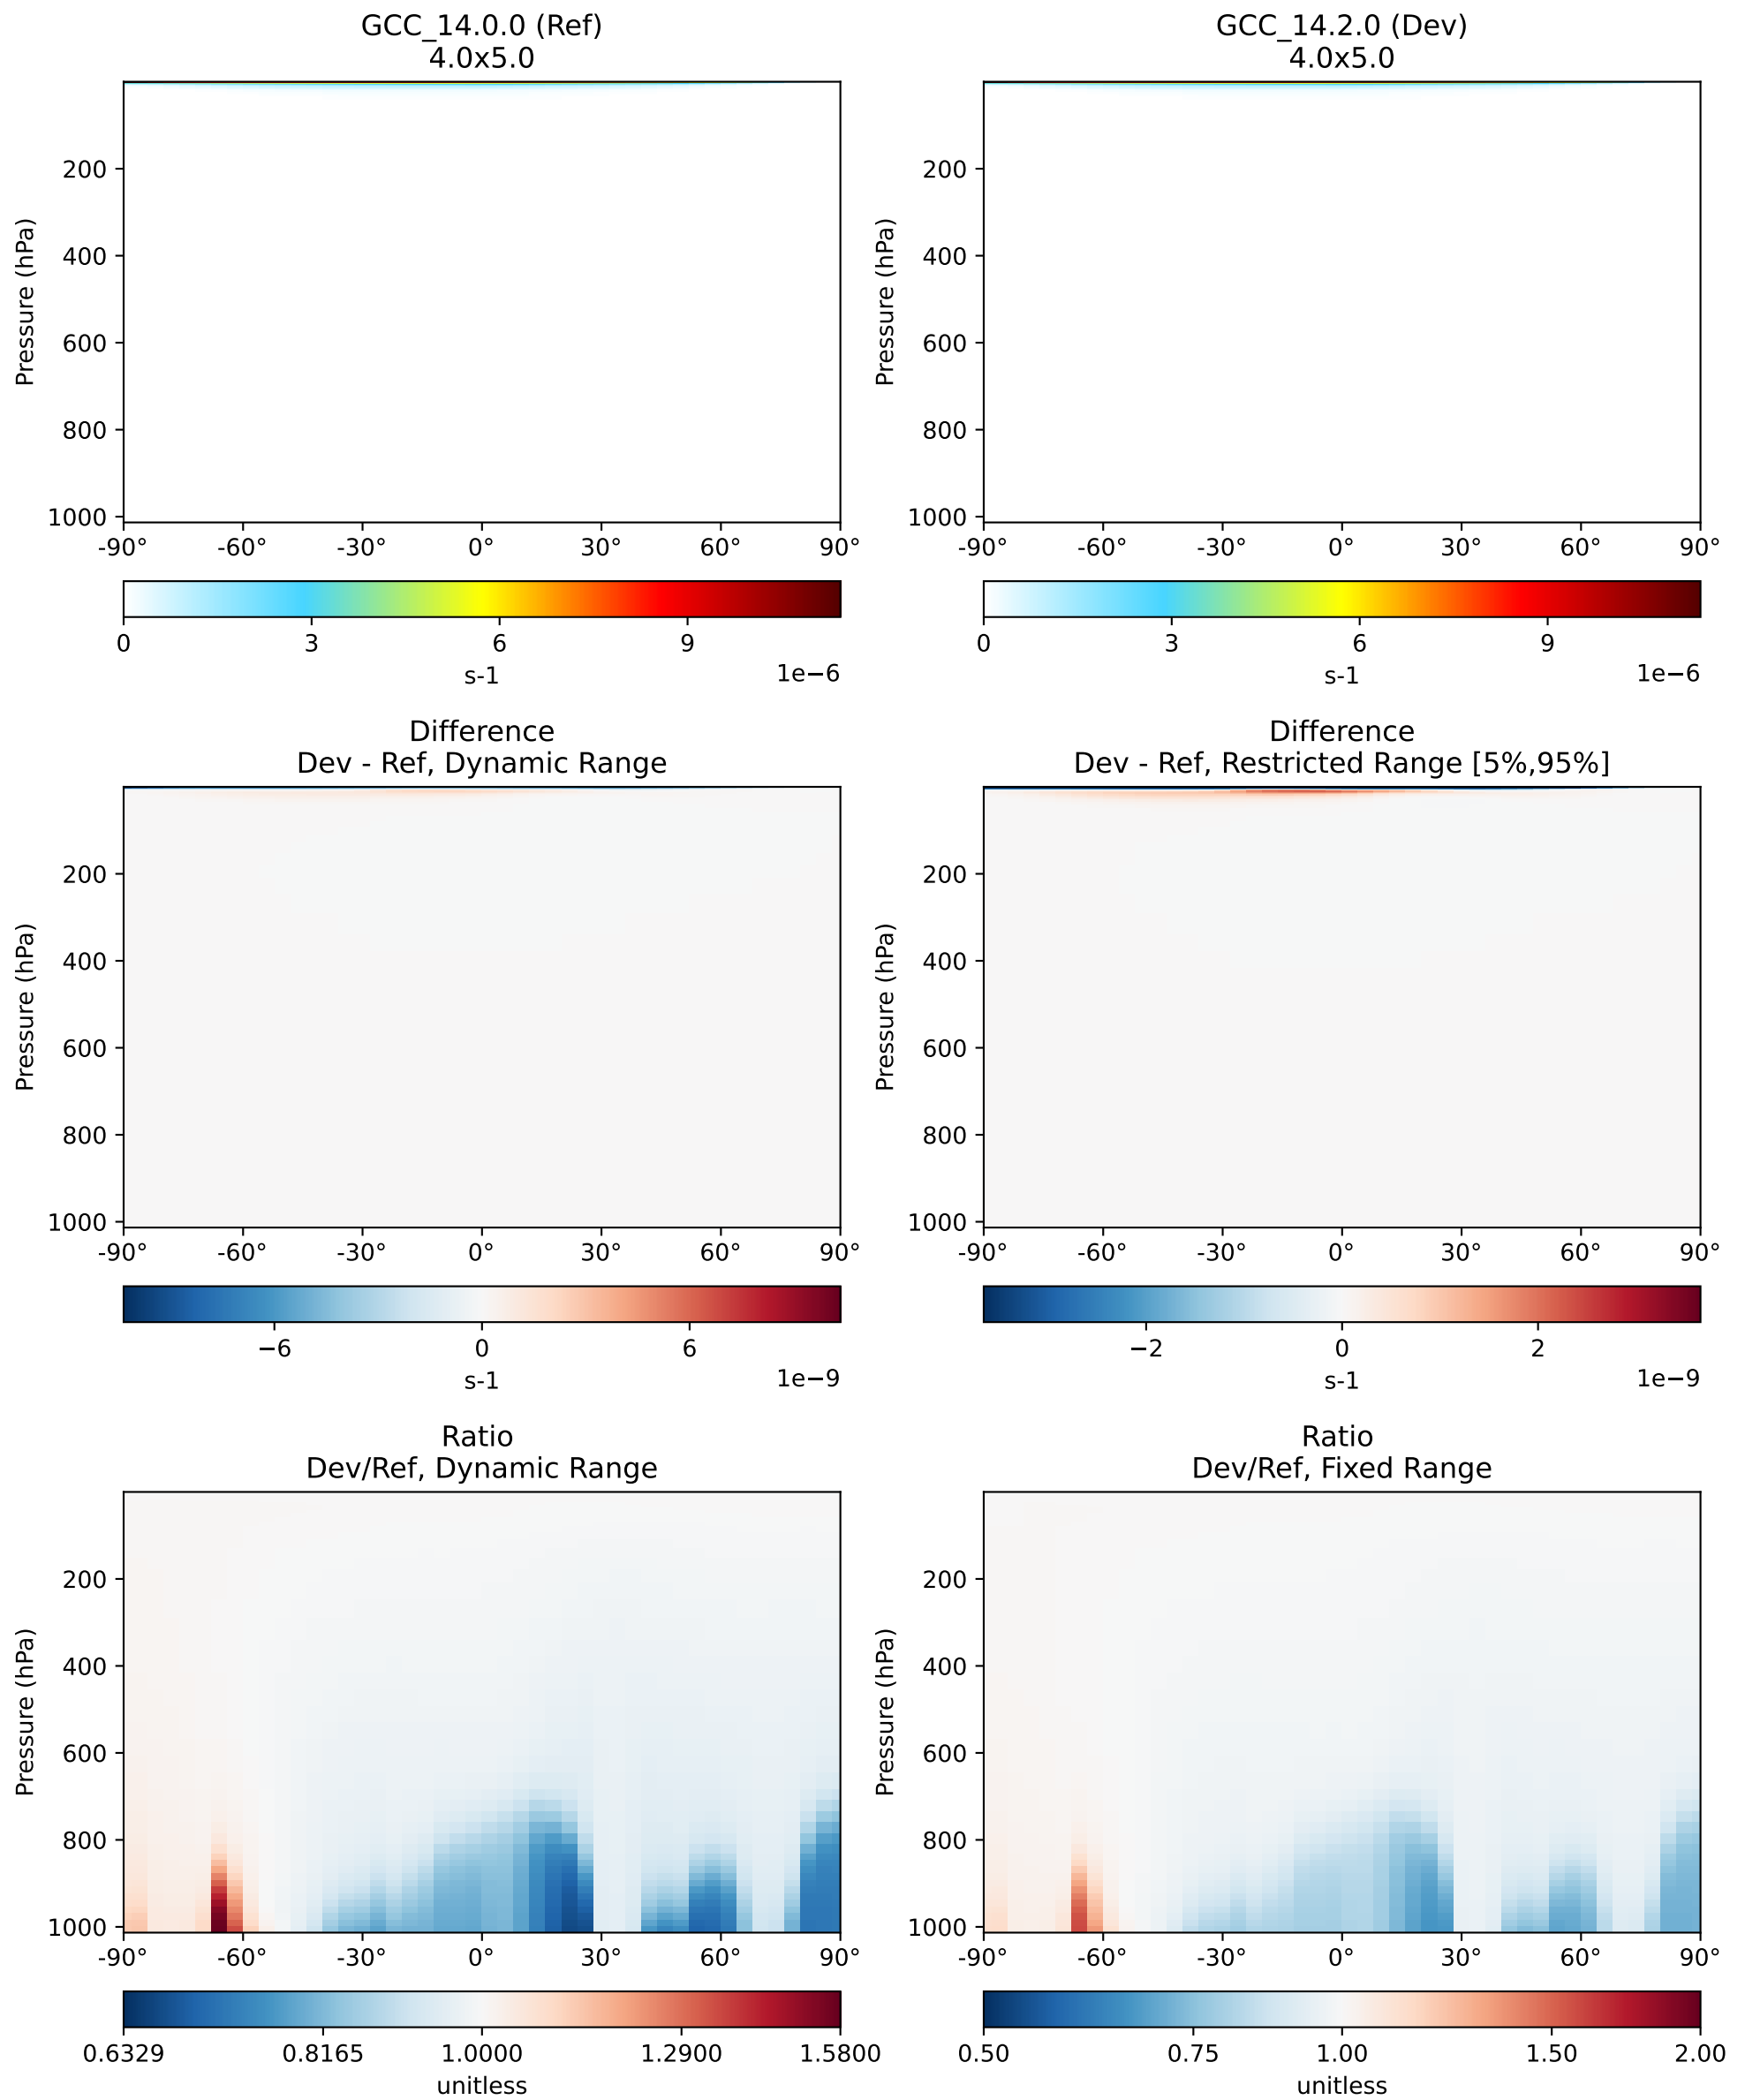 GCC_14.0.0 (Ref)
4.0x5.0
Pressure (hPa)
200
400
600
800
1000
-90° -60° -30° 0° 30° 60° 90°
0 3 6 9
s-1
1e−6
GCC_14.2.0 (Dev)
4.0x5.0
Pressure (hPa)
200
400
600
800
1000
-90° -60° -30° 0° 30° 60° 90°
0 3 6 9
s-1
1e−6
Difference
Dev - Ref, Dynamic Range
Pressure (hPa)
200
400
600
800
1000
-90° -60° -30° 0° 30° 60° 90°
−6 0 6
s-1
1e−9
Difference
Dev - Ref, Restricted Range [5%,95%]
Pressure (hPa)
200
400
600
800
1000
-90° -60° -30° 0° 30° 60° 90°
−2 0 2
s-1
1e−9
Ratio
Dev/Ref, Dynamic Range
Pressure (hPa)
200
400
600
800
1000
-90° -60° -30° 0° 30° 60° 90°
0.6329 0.8165 1.0000 1.2900 1.5800
unitless
Ratio
Dev/Ref, Fixed Range
Pressure (hPa)
200
400
600
800
1000
-90° -60° -30° 0° 30° 60° 90°
0.50 0.75 1.00 1.50 2.00
unitless